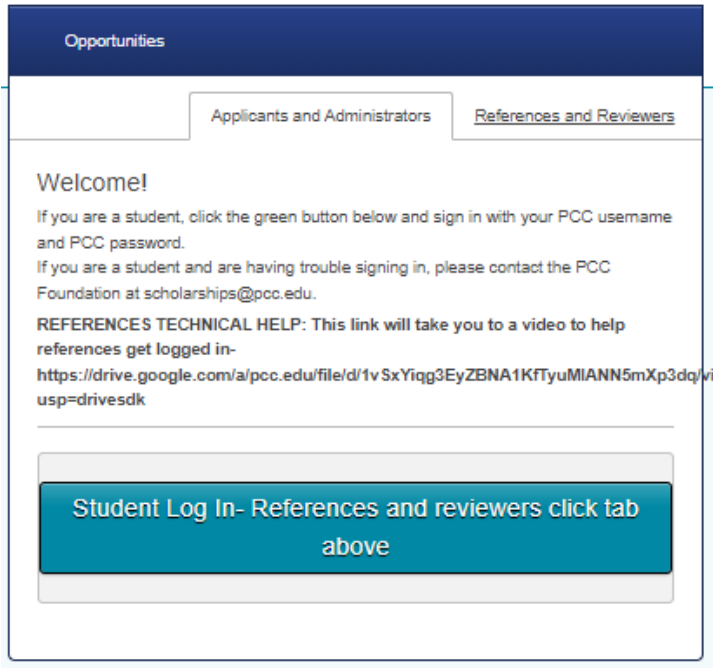 Opportunities
Applicants and Administrators
References and Reviewers
Welcome!
If you are a student, click the green button below and sign in with your PCC username
and PCC password.
If you are a student and are having trouble signing in, please contact the PCC
Foundation at scholarships@pcc.edu.
REFERENCES TECHNICAL HELP: This link will take you to a video to help
references get logged in-
https://drive.google.com/a/pcc.edu/file/d/1vSxYiqg3EyZBNA1KfTyuMlANN5mXp3dq/vi
usp=drivesdk
Student Log In- References and reviewers click tab
above